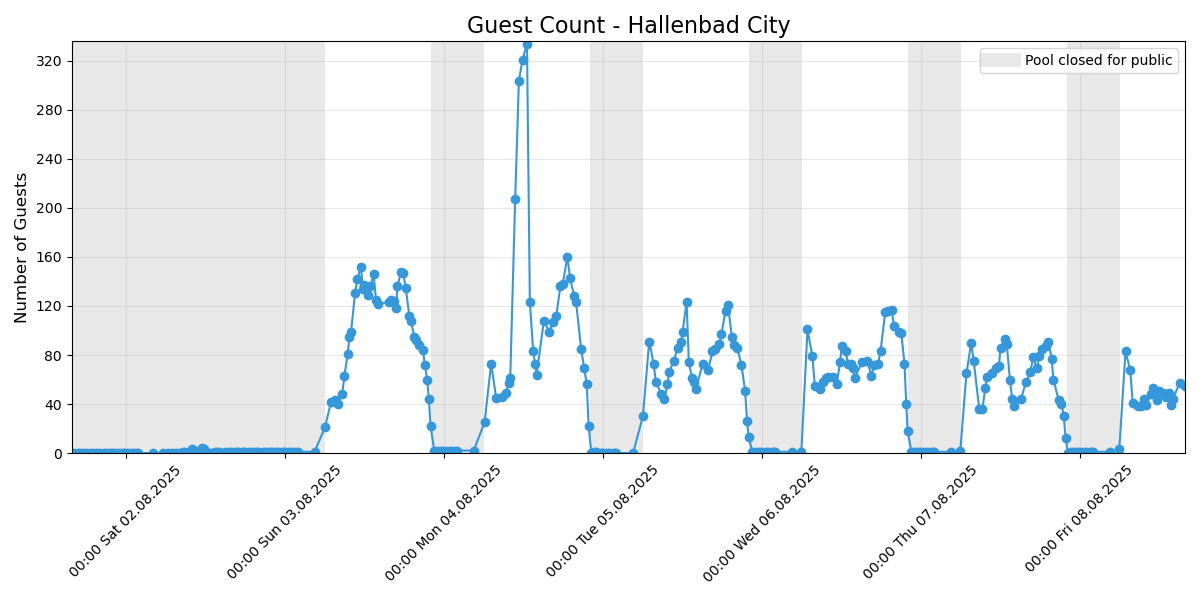 Guest Count - Hallenbad City
Pool closed for public
Number of Guests
320
280
240
200
160
120
80
40
0
00:00 Sat 02.08.2025
00:00 Sun 03.08.2025
00:00 Mon 04.08.2025
00:00 Tue 05.08.2025
00:00 Wed 06.08.2025
00:00 Thu 07.08.2025
00:00 Fri 08.08.2025